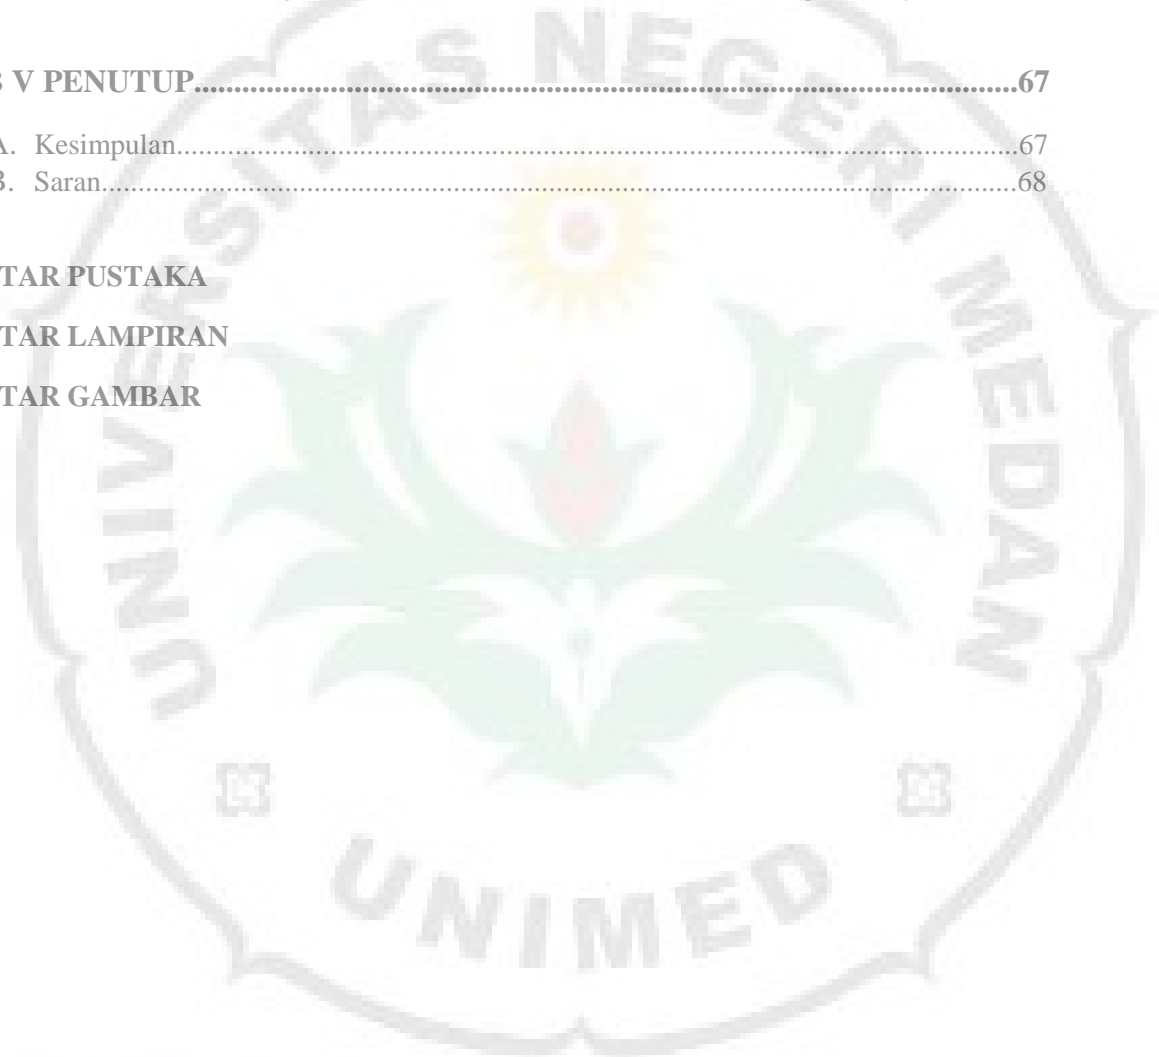 V PENUTUP....................................................................................................67
A. Kesimpulan....................................................................................................67
B. Saran....................................................................................................68
TAR PUSTAKA
TAR LAMPIRAN
TAR GAMBAR
UNIVERSITAS NEGERI MEDAN
UNIMED